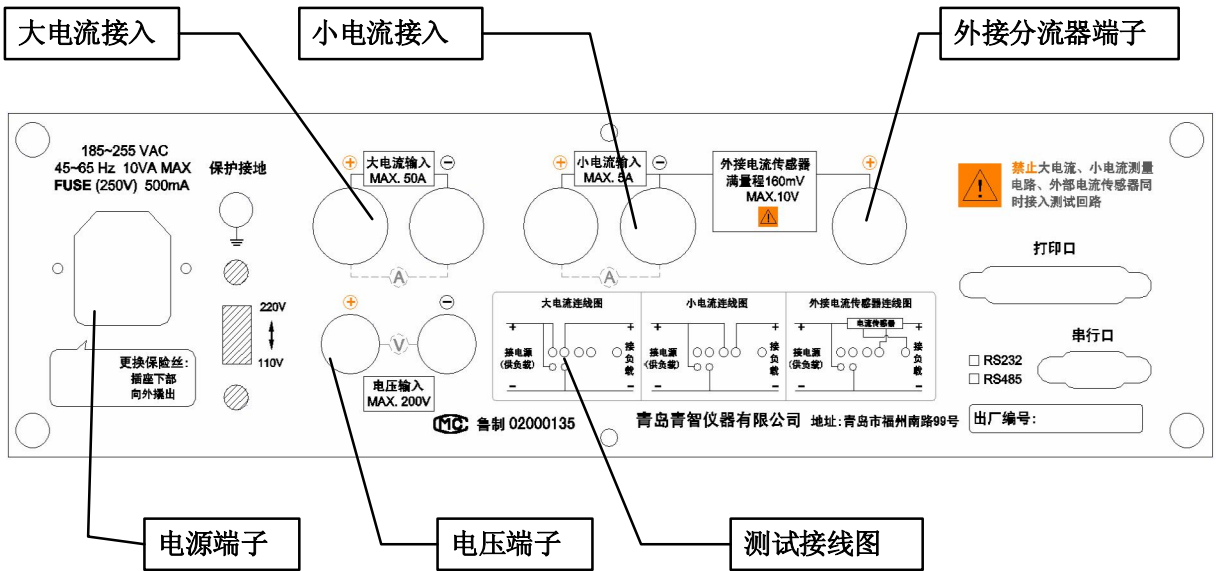 大电流接入
小电流接入
外接分流器端子
185~255 VAC
45~65 Hz 10VA MAX
FUSE (250V) 500mA
保护接地
+
大电流输入
MAX. 50A
−
+
小电流输入
MAX. 5A
−
外接电流传感器
满量程160mV
MAX.10V
+
禁止大电流、小电流测量
电路、外部电流传感器同
时接入测试回路
A
A
打印口
220V
110V
+
−
V
电压输入
MAX. 200V
大电流连线图
+
+
接电源
(供负载)
接负载
−
−
小电流连线图
+
+
接电源
(供负载)
接负载
−
−
外接电流传感器连线图
+
电流传感器
+
接电源
(供负载)
接负载
−
−
串行口
RS232
RS485
更换保险丝:
插座下部
向外撬出
MC 鲁制 02000135
青岛青智仪器有限公司 地址:青岛市福州南路99号
出厂编号:
电源端子
电压端子
测试接线图